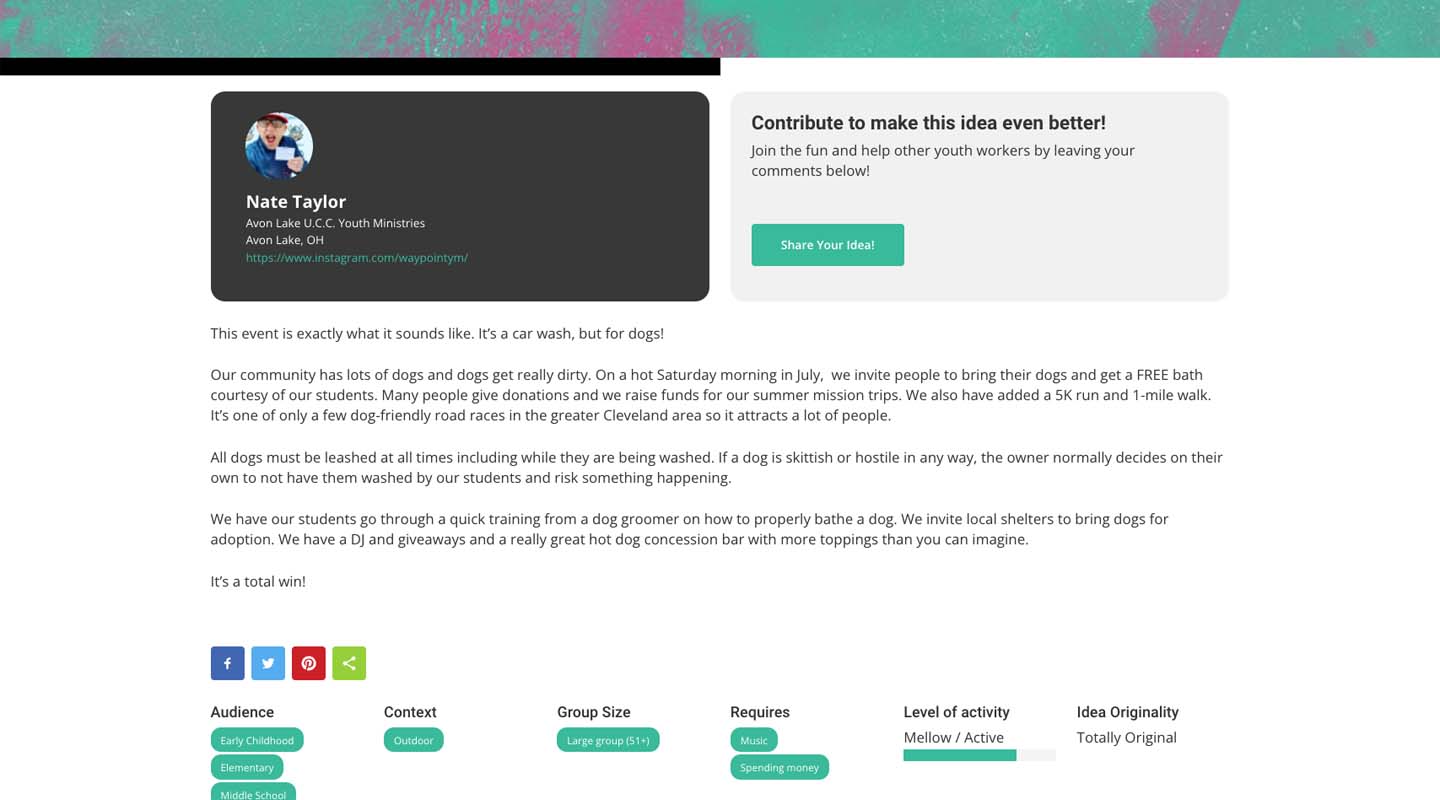 Nate Taylor
Avon Lake U.C.C. Youth Ministries
Avon Lake, OH
https://www.instagram.com/waypointym/
Contribute to make this idea even better!
Join the fun and help other youth workers by leaving your
comments below!
Share Your Idea!
This event is exactly what it sounds like. It’s a car wash, but for dogs!
Our community has lots of dogs and dogs get really dirty. On a hot Saturday morning in July,  we invite people to bring their dogs and get a FREE bath
courtesy of our students. Many people give donations and we raise funds for our summer mission trips. We also have added a 5K run and 1-mile walk.
It’s one of only a few dog-friendly road races in the greater Cleveland area so it attracts a lot of people.
All dogs must be leashed at all times including while they are being washed. If a dog is skittish or hostile in any way, the owner normally decides on their
own to not have them washed by our students and risk something happening.
We have our students go through a quick training from a dog groomer on how to properly bathe a dog. We invite local shelters to bring dogs for
adoption. We have a DJ and giveaways and a really great hot dog concession bar with more toppings than you can imagine.
It’s a total win!
Audience
Early Childhood
Elementary
Middle School
Context
Outdoor
Group Size
Large group (51+)
Requires
Music
Spending money
Level of activity
Mellow / Active
Idea Originality
Totally Original